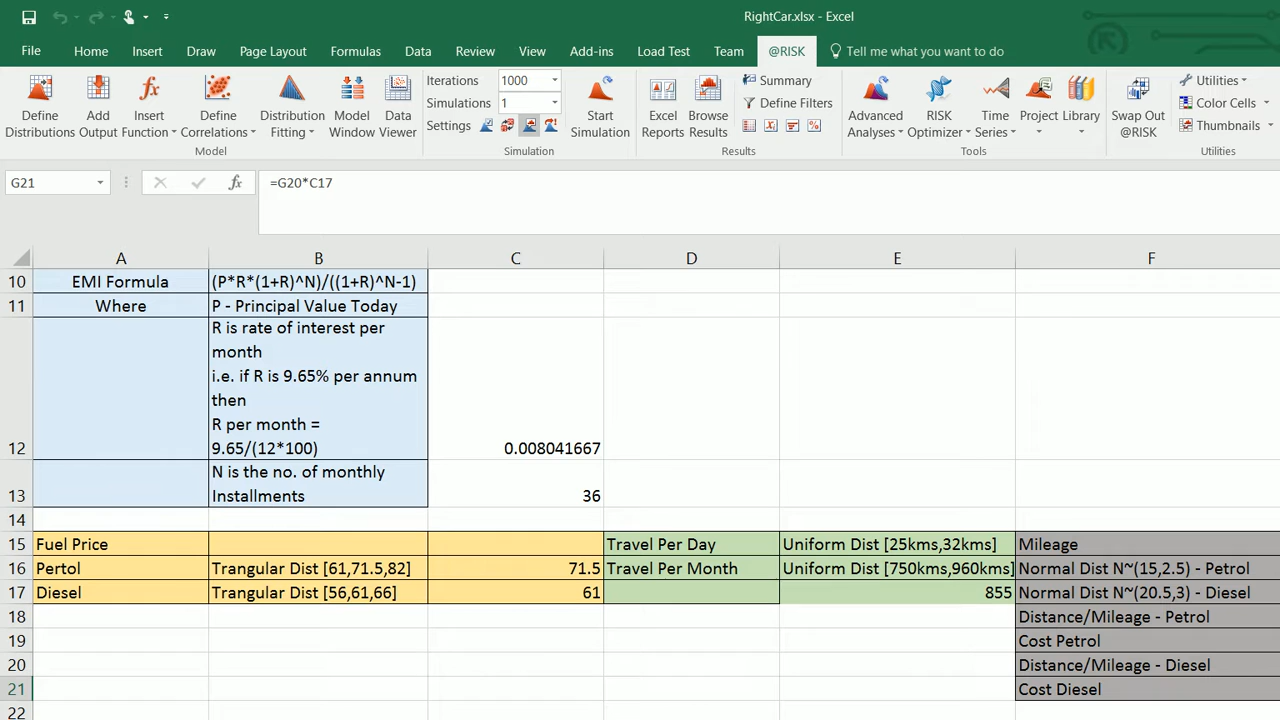 RightCar.xlsx - Excel
File Home Insert Draw Page Layout Formulas Data Review View Add-ins Load Test Team @RISK Tell me what you want to do
Define Distributions
Add Output
Insert Function
Define Correlations
Distribution Fitting
Model Window
Data Viewer
Model
Iterations 1000
Simulations 1
Settings
Start Simulation
Simulation
Excel Reports
Browse Results
Summary
Define Filters
Results
Advanced Analyses
RISK Optimizer
Time Series
Project
Library
Tools
Swap Out @RISK
Utilities
Color Cells
Thumbnails
Utilities
G21 fx =G20*C17
A B C D E F
10 EMI Formula (P*R*(1+R)^N)/((1+R)^N-1)
11 Where P - Principal Value Today
R is rate of interest per
month
i.e. if R is 9.65% per annum
then
R per month =
12 9.65/(12*100) 0.008041667
N is the no. of monthly
13 Installments 36
14
15 Fuel Price Travel Per Day Uniform Dist [25kms,32kms] Mileage
16 Pertol Trangular Dist [61,71.5,82] 71.5 Travel Per Month Uniform Dist [750kms,960kms] Normal Dist N~(15,2.5) - Petrol
17 Diesel Trangular Dist [56,61,66] 61 855 Normal Dist N~(20.5,3) - Diesel
18 Distance/Mileage - Petrol
19 Cost Petrol
20 Distance/Mileage - Diesel
21 Cost Diesel
22